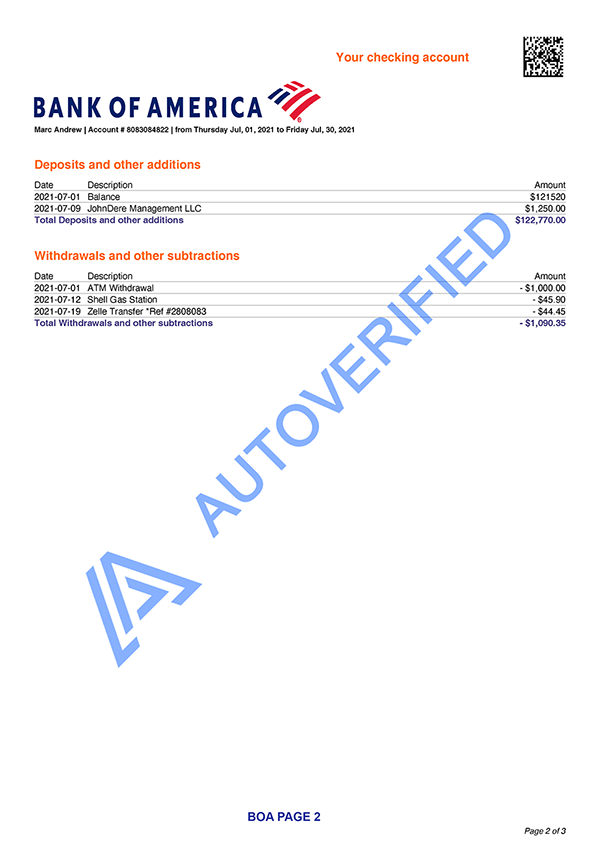 Your checking account
BANK OF AMERICA
Marc Andrew | Account # 8083084822 | from Thursday Jul, 01, 2021 to Friday Jul, 30, 2021
Deposits and other additions
Date Description Amount
2021-07-01 Balance $121520
2021-07-09 JohnDere Management LLC $1,250.00
Total Deposits and other additions $122,770.00
Withdrawals and other subtractions
Date Description Amount
2021-07-01 ATM Withdrawal - $1,000.00
2021-07-12 Shell Gas Station - $45.90
2021-07-19 Zelle Transfer *Ref #2808083 - $44.45
Total Withdrawals and other subtractions - $1,090.35
AUTOVERIFIED
BOA PAGE 2
Page 2 of 3